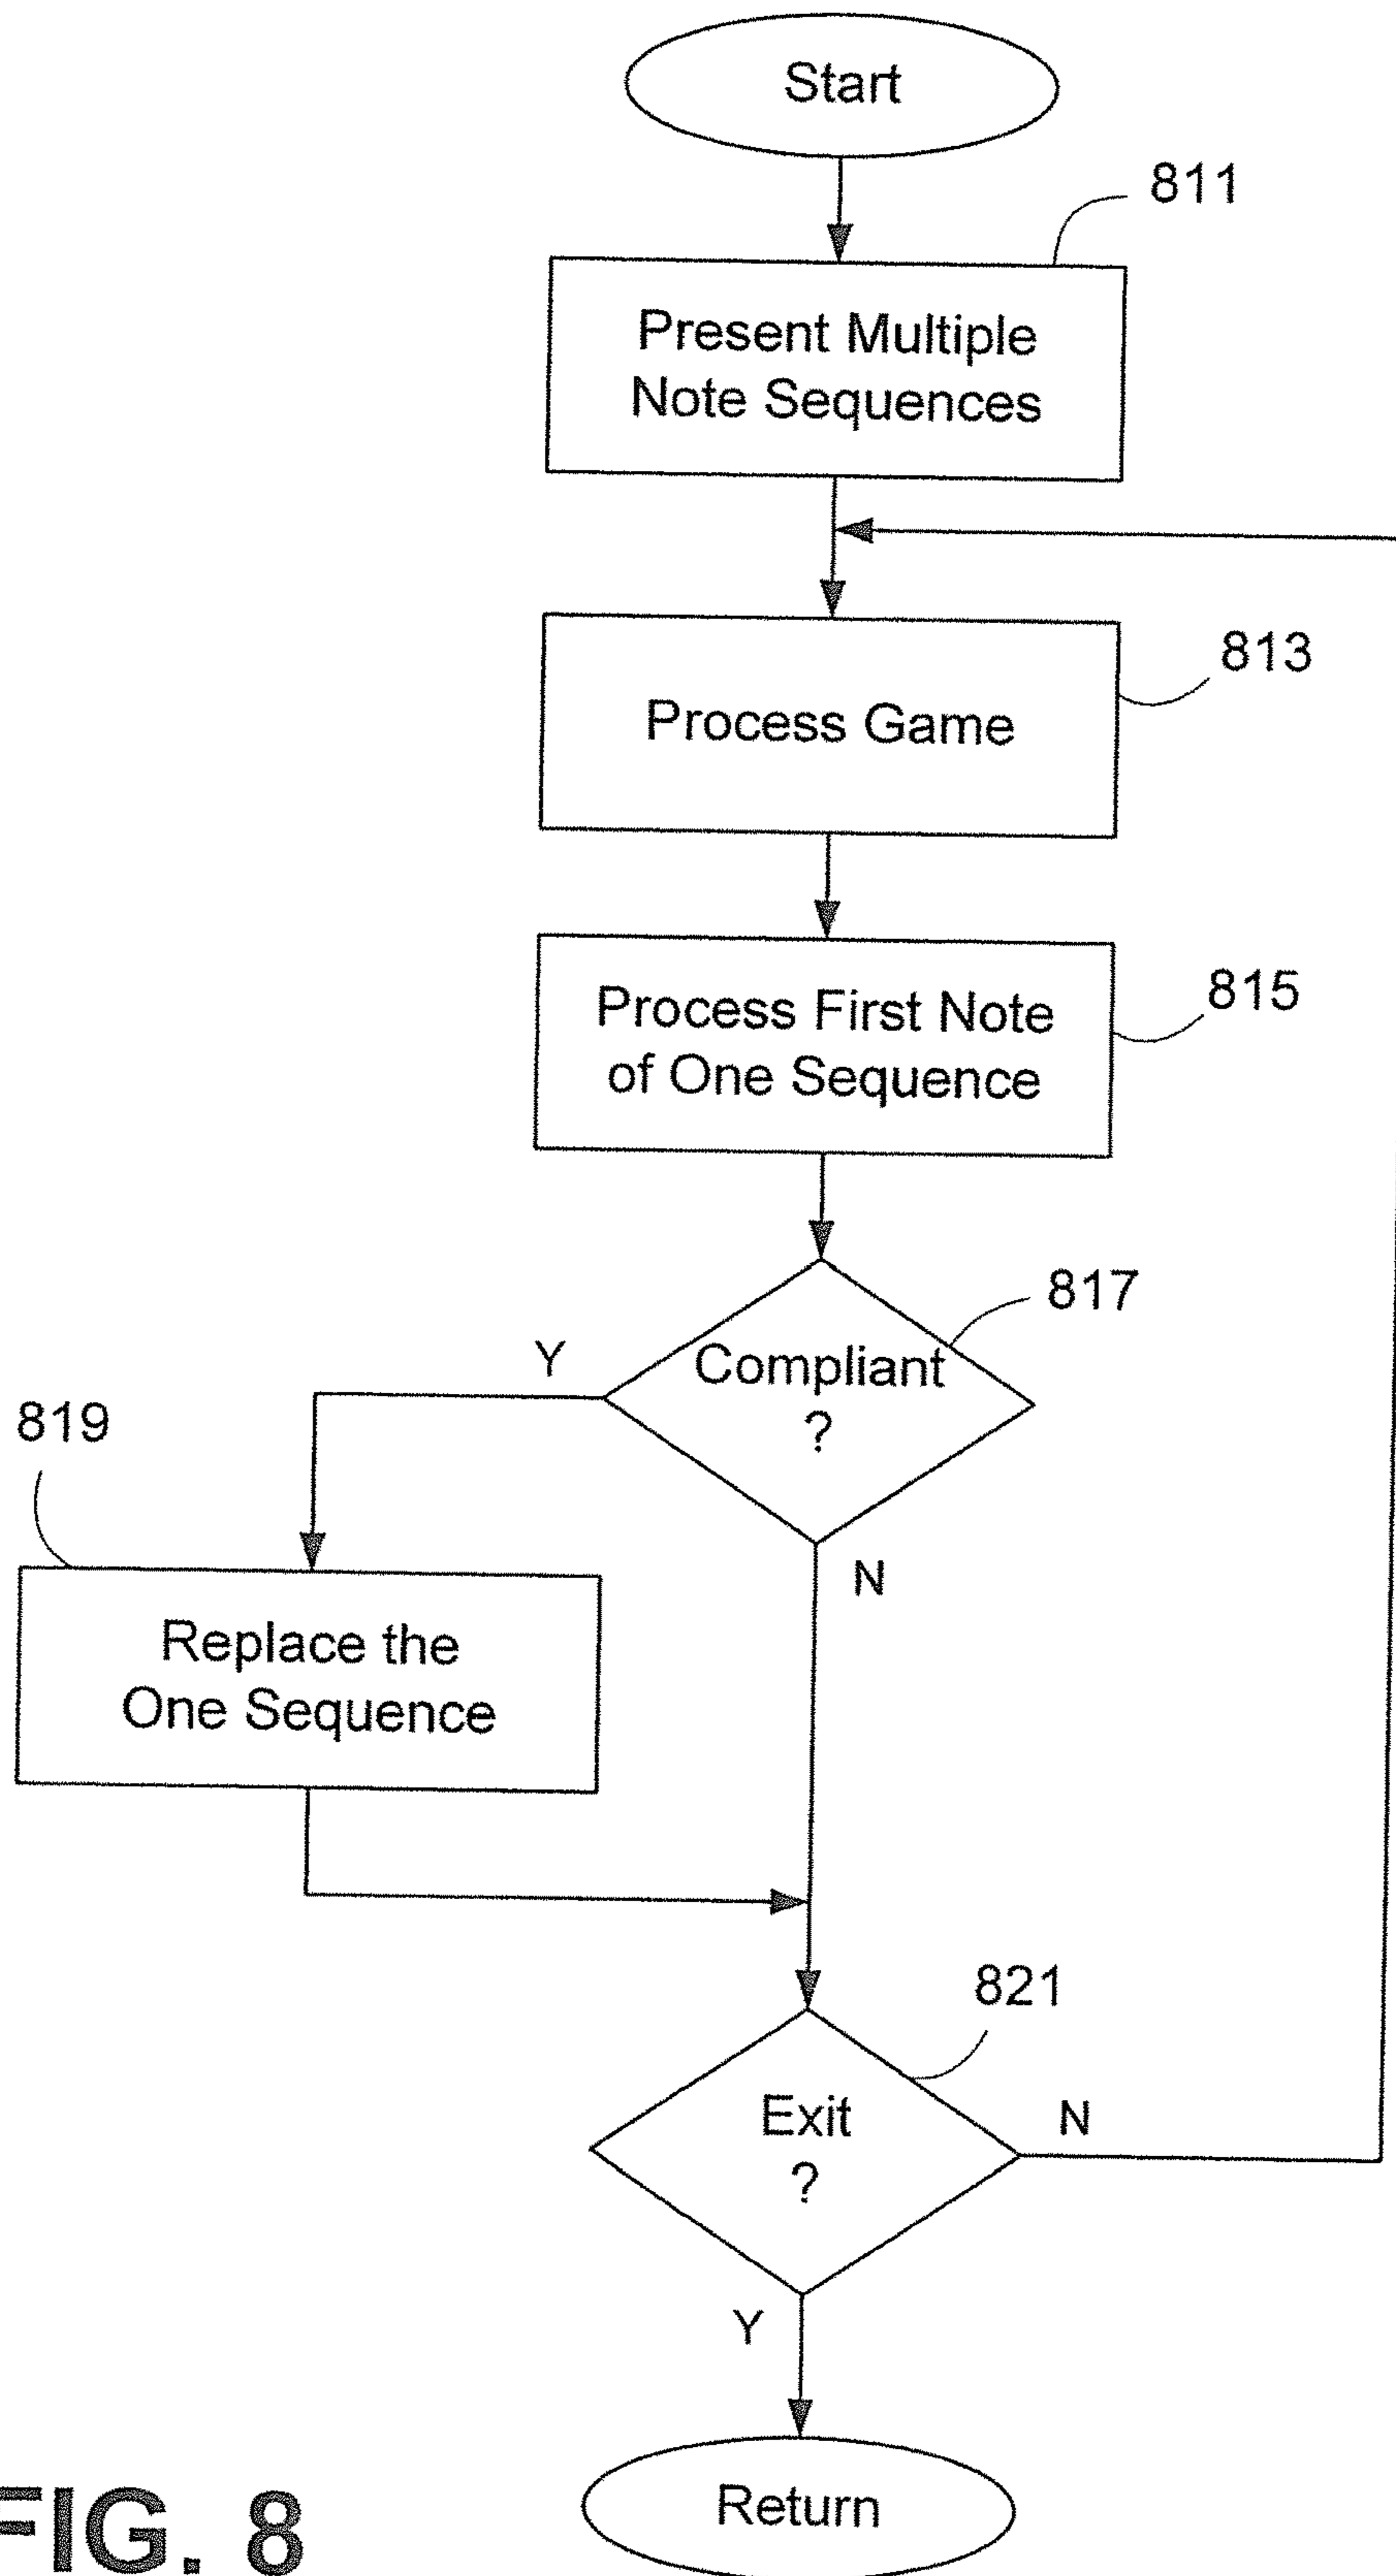 Start
811
Present Multiple
Note Sequences
813
Process Game
815
Process First Note
of One Sequence
817
Compliant
?
Y
N
819
Replace the
One Sequence
821
Exit
?
N
Y
Return
FIG. 8